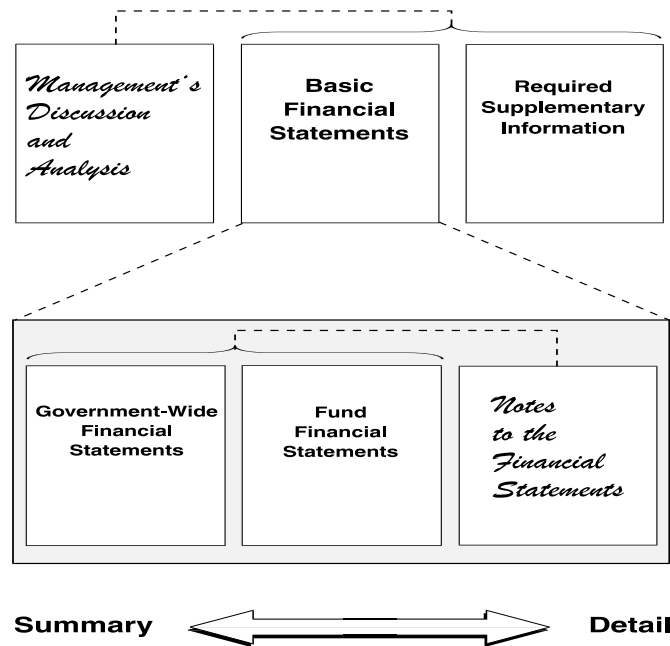 Management's
Discussion
and
Analysis
Basic
Financial
Statements
Required
Supplementary
Information
Government-Wide
Financial
Statements
Fund
Financial
Statements
Notes
to the
Financial
Statements
Summary
Detail